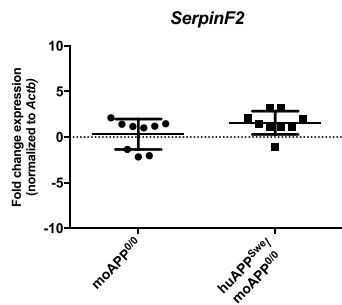 SerpinF2
Fold change expression
(normalized to Actb)
10
5
0
-5
-10
moAPP0/0
huAPPSwe/
moAPP0/0